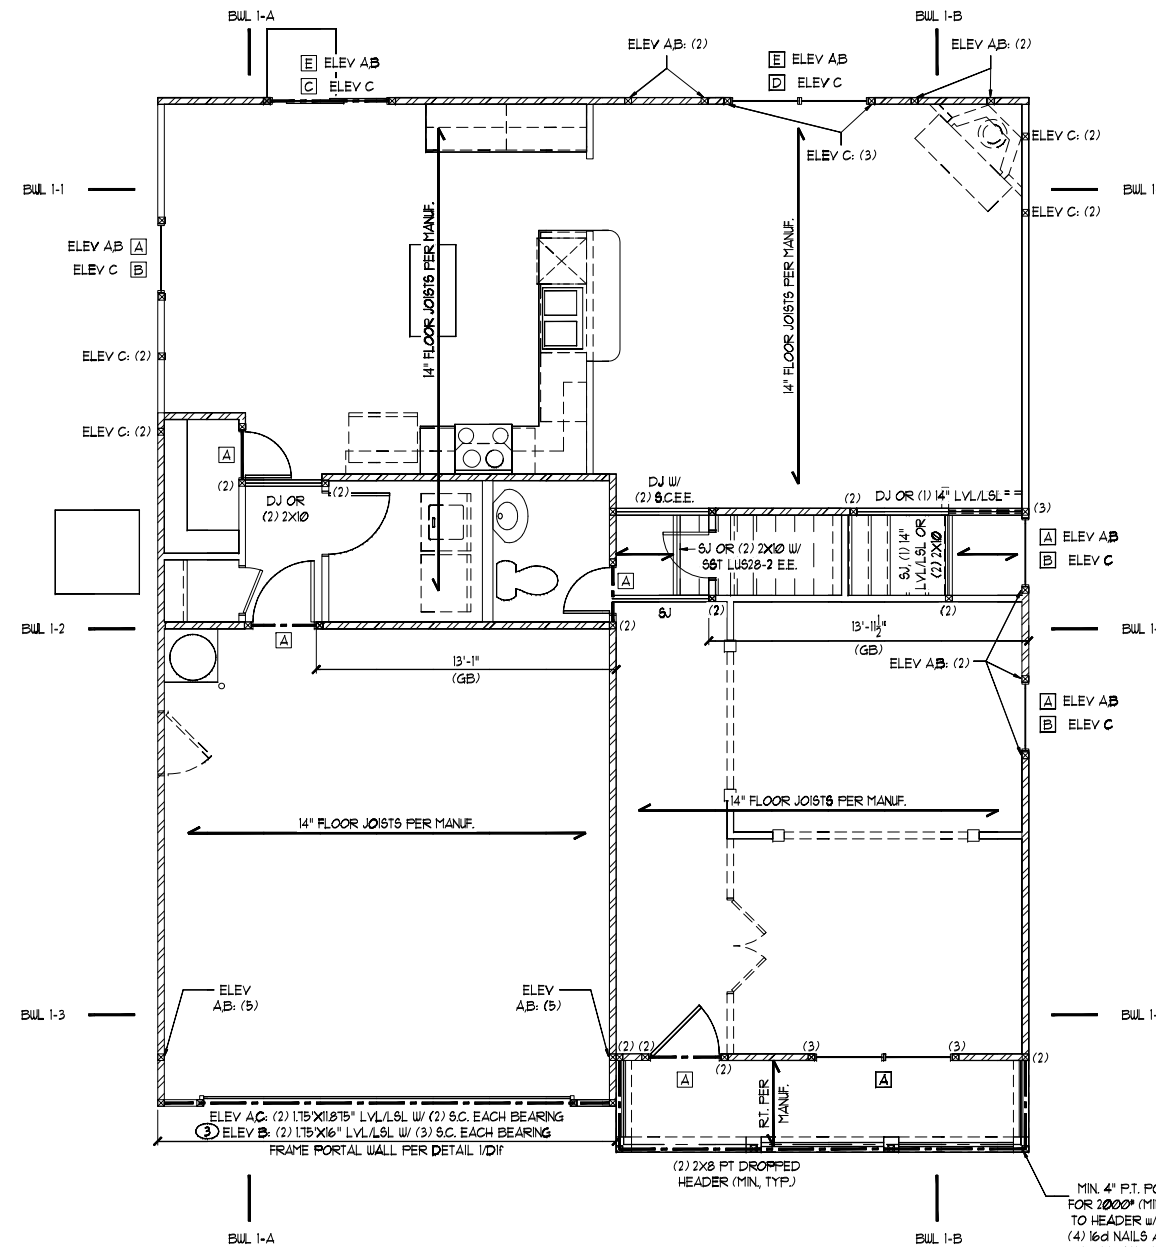 BWL 1-A
BWL 1-B
ELEV A,B: (2)
ELEV A,B: (2)
E ELEV A,B
C ELEV C
E ELEV A,B
D ELEV C
ELEV C: (2)
ELEV C: (3)
BWL 1-1
BWL 1
ELEV C: (2)
14" FLOOR JOISTS PER MANUF.
14" FLOOR JOISTS PER MANUF.
ELEV A,B A
ELEV C B
ELEV C: (2)
ELEV C: (2)
A
(2)
(2)
DJ OR
(2) 2X10
DJ W/
(2) S.C.E.E.
(2)
DJ OR (1) 14" LVL/LSL
(3)
A ELEV A,B
B ELEV C
SJ OR (2) 2X10 W/
SST LUS28-2 E.E.
SJ, (1) 14"
LVL/LSL OR
(2) 2X10
A
SJ
(2)
(2)
(2)
BWL 1-2
BWL 1-
A
13'-11 1/2"
(GB)
13'-1"
(GB)
ELEV A,B: (2)
A ELEV A,B
B ELEV C
14" FLOOR JOISTS PER MANUF.
14" FLOOR JOISTS PER MANUF.
ELEV
A,B: (5)
ELEV
A,B: (5)
BWL 1-3
BWL 1-
(2) (2)
(2)
(3)
(3)
(2)
A
A
R.T. PER
MANUF.
ELEV A,C: (2) 1.75"X11.875" LVL/LSL W/ (2) S.C. EACH BEARING
3 ELEV B: (2) 1.75"X16" LVL/LSL W/ (3) S.C. EACH BEARING
FRAME PORTAL WALL PER DETAIL 1/D1f
(2) 2X8 PT DROPPED
HEADER (MIN., TYP.)
MIN. 4" P.T. PO
FOR 2000# (MI
TO HEADER w/
(4) 16d NAILS A
BWL 1-A
BWL 1-B